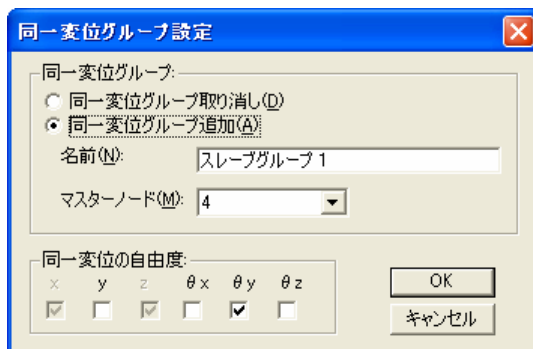 同一変位グループ設定
同一変位グループ:
同一変位グループ取り消し(D)
同一変位グループ追加(A)
名前(N): スレーブグループ 1
マスターノード(M): 4
同一変位の自由度:
x y z θx θy θz
OK
キャンセル